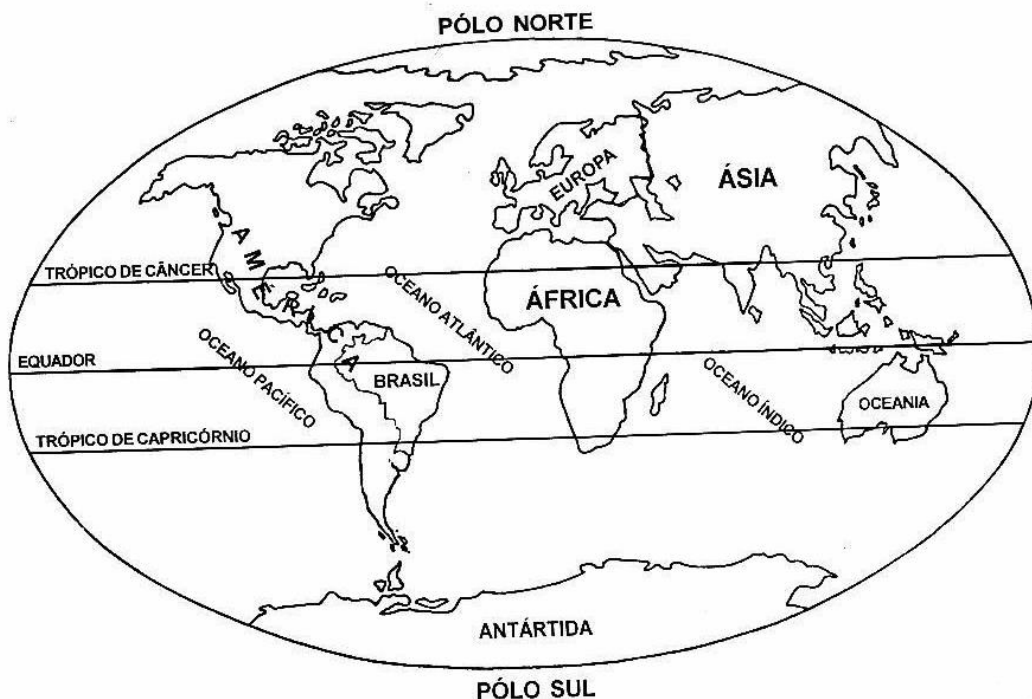 PÓLO NORTE
EUROPA
ÁSIA
AMÉRICA
TRÓPICO DE CÂNCER
OCEANO ATLÂNTICO
ÁFRICA
OCEANO PACÍFICO
EQUADOR
BRASIL
OCEANO ÍNDICO
OCEANIA
TRÓPICO DE CAPRICÓRNIO
ANTÁRTIDA
PÓLO SUL